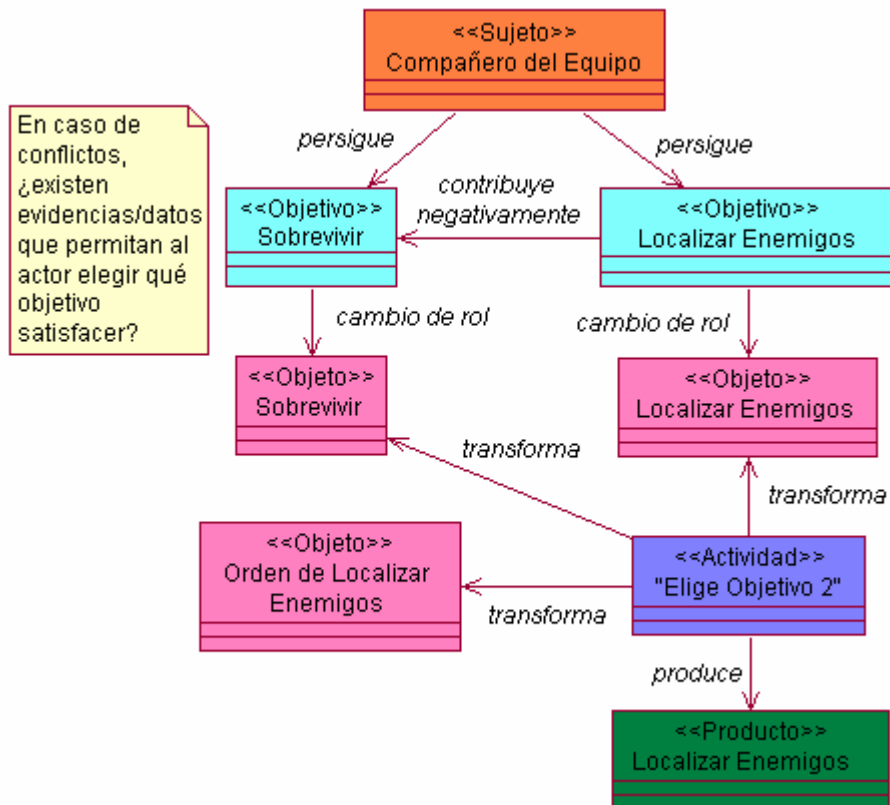 <<Sujeto>>
Compañero del Equipo
En caso de
conflictos,
¿existen
evidencias/datos
que permitan al
actor elegir qué
objetivo
satisfacer?
persigue
persigue
<<Objetivo>>
Sobrevivir
contribuye
negativamente
<<Objetivo>>
Localizar Enemigos
cambio de rol
cambio de rol
<<Objeto>>
Sobrevivir
<<Objeto>>
Localizar Enemigos
transforma
transforma
<<Objeto>>
Orden de Localizar
Enemigos
transforma
<<Actividad>>
"Elige Objetivo 2"
produce
<<Producto>>
Localizar Enemigos